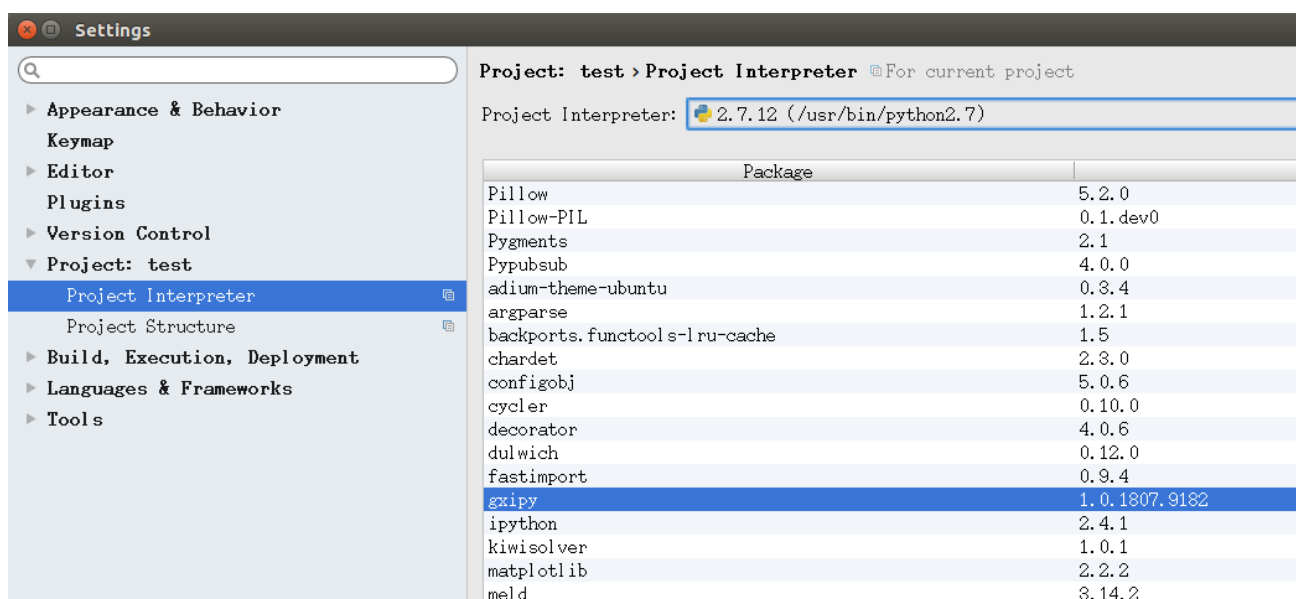 Settings
Project: test › Project Interpreter For current project
Appearance & Behavior
Project Interpreter: 2.7.12 (/usr/bin/python2.7)
Keymap
Editor
Plugins
Version Control
Project: test
Project Interpreter
Project Structure
Build, Execution, Deployment
Languages & Frameworks
Tools
Package
Pillow 5.2.0
Pillow-PIL 0.1.dev0
Pygments 2.1
Pypubsub 4.0.0
adium-theme-ubuntu 0.3.4
argparse 1.2.1
backports.functools-lru-cache 1.5
chardet 2.3.0
configobj 5.0.6
cycler 0.10.0
decorator 4.0.6
dulwich 0.12.0
fastimport 0.9.4
gxipy 1.0.1807.9182
ipython 2.4.1
kiwisolver 1.0.1
matplotlib 2.2.2
meld 3.14.2